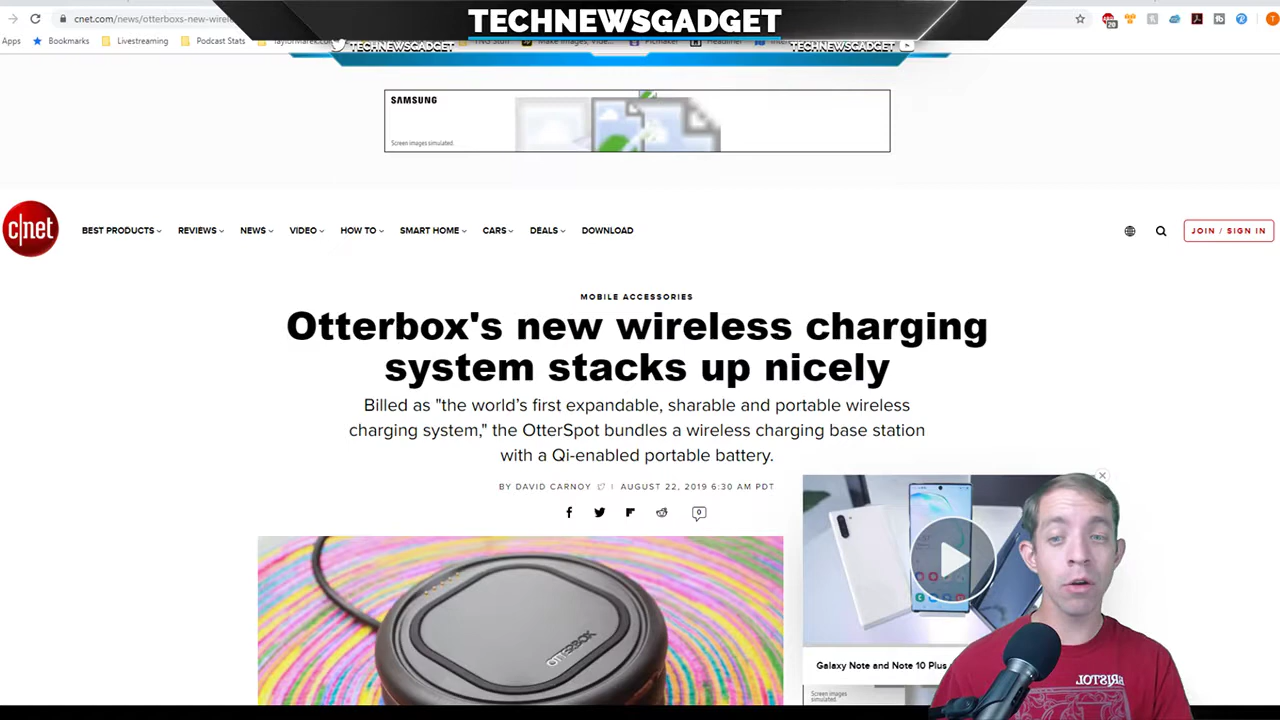 TECHNEWSGADGET
cnet.com/news/otterboxs-new-wirel
Apps Bookmarks Livestreaming Podcast Stats
TECHNEWSGADGET TECHNEWSGADGET
SAMSUNG
Screen images simulated.
c|net BEST PRODUCTS REVIEWS NEWS VIDEO HOW TO SMART HOME CARS DEALS DOWNLOAD JOIN / SIGN IN
MOBILE ACCESSORIES
Otterbox's new wireless charging
system stacks up nicely
Billed as "the world's first expandable, sharable and portable wireless
charging system," the OtterSpot bundles a wireless charging base station
with a Qi-enabled portable battery.
BY DAVID CARNOY | AUGUST 22, 2019 6:30 AM PDT
0
OTTERBOX
Galaxy Note and Note 10 Plus
Screen images
simulated.